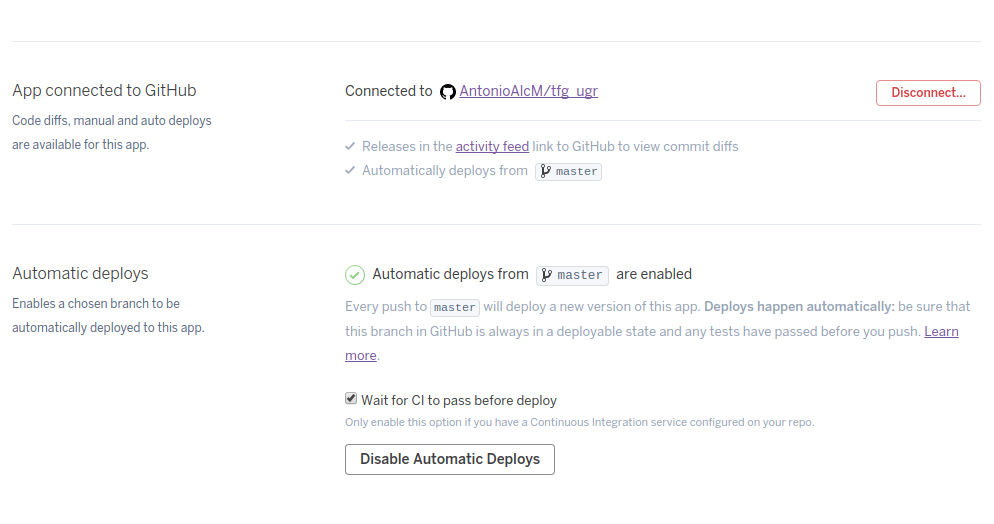 App connected to GitHub
Code diffs, manual and auto deploys
are available for this app.
Connected to AntonioAlcM/tfg_ugr
Disconnect...
Releases in the activity feed link to GitHub to view commit diffs
Automatically deploys from master
Automatic deploys
Enables a chosen branch to be
automatically deployed to this app.
Automatic deploys from master are enabled
Every push to master will deploy a new version of this app. Deploys happen automatically: be sure that
this branch in GitHub is always in a deployable state and any tests have passed before you push. Learn
more.
Wait for CI to pass before deploy
Only enable this option if you have a Continuous Integration service configured on your repo.
Disable Automatic Deploys